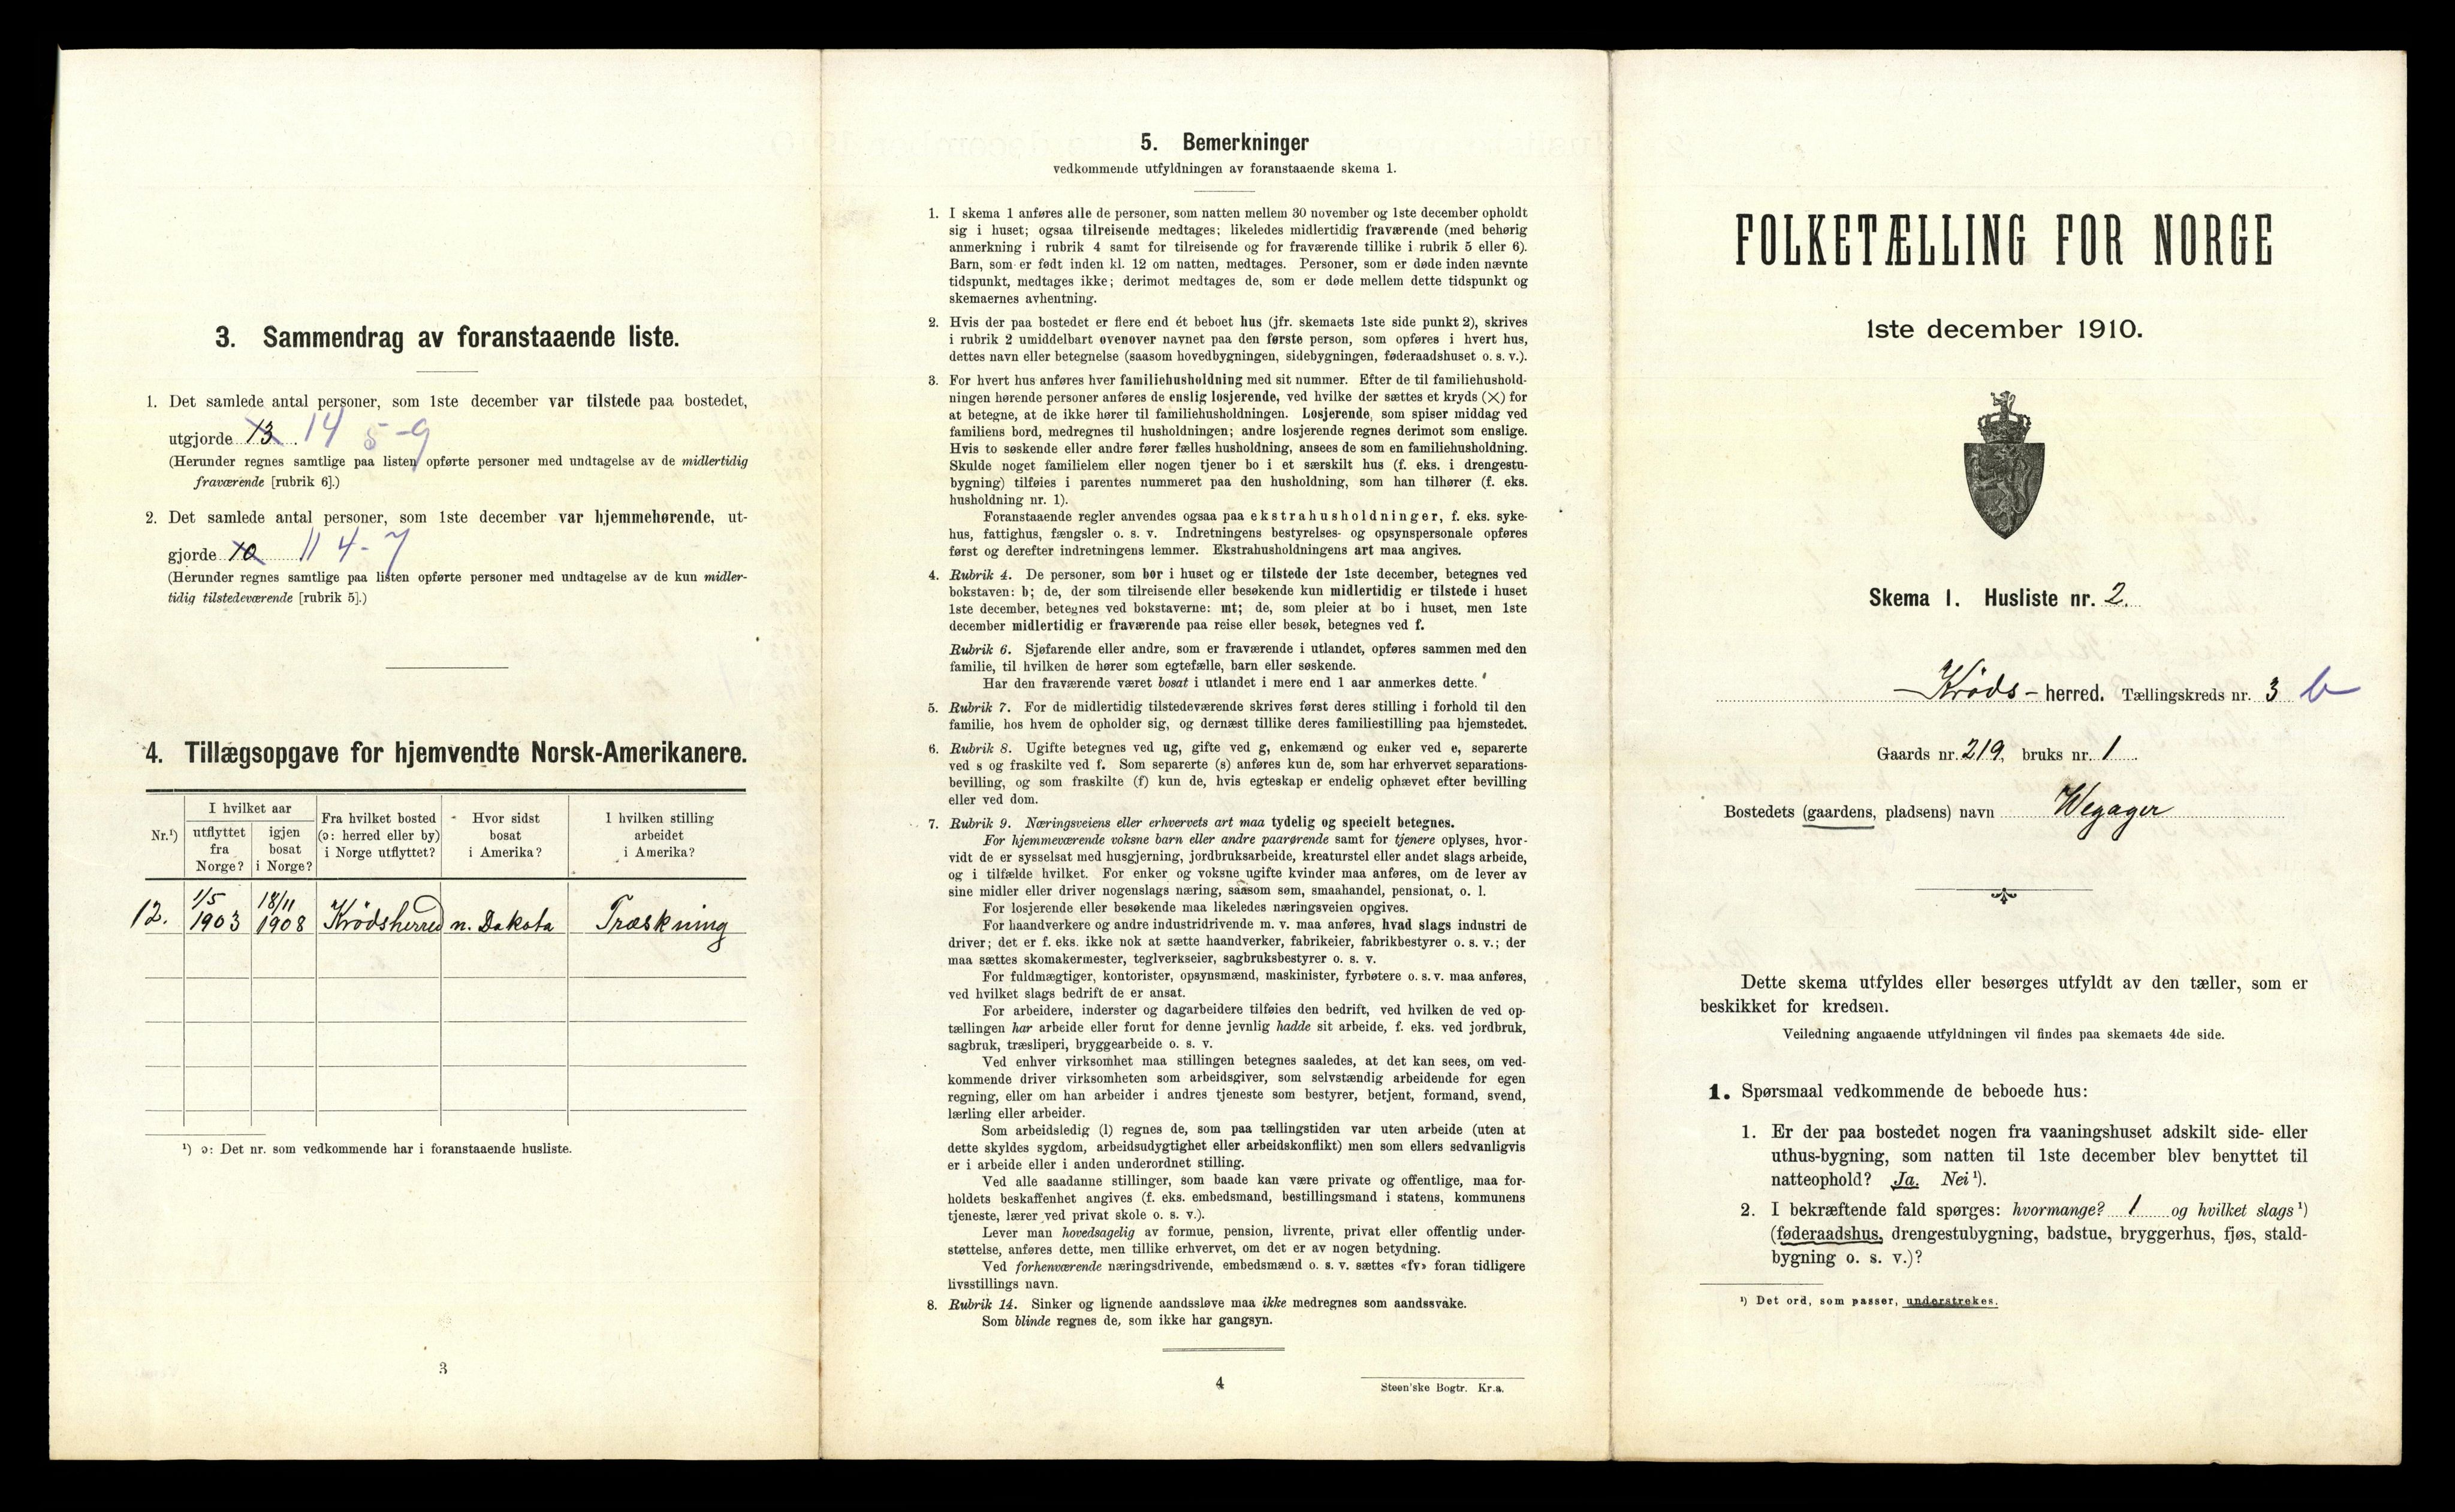 3. Sammendrag av foranstaaende liste.
1. Det samlede antal personer, som 1ste december var tilstede paa bostedet,
utgjorde 13 14 5-9
(Herunder regnes samtlige paa listen opførte personer med undtagelse av de midlertidig
fraværende [rubrik 6].)
2. Det samlede antal personer, som 1ste december var hjemmehørende, ut-
gjorde 10 11 4-7
(Herunder regnes samtlige paa listen opførte personer med undtagelse av de kun midler-
tidig tilstedeværende [rubrik 5].)
4. Tillægsopgave for hjemvendte Norsk-Amerikanere.
Nr.¹)
I hvilket aar
utflyttet fra Norge?
igjen bosat i Norge?
Fra hvilket bosted (ɔ: herred eller by) i Norge utflyttet?
Hvor sidst bosat i Amerika?
I hvilken stilling arbeidet i Amerika?
12. 1/5 1903 18/11 1908 Krødsherred n. Dakota Træskning
¹) ɔ: Det nr. som vedkommende har i foranstaaende husliste.
3
5. Bemerkninger
vedkommende utfyldningen av foranstaaende skema 1.
1. I skema 1 anføres alle de personer, som natten mellem 30 november og 1ste december opholdt
sig i huset; ogsaa tilreisende medtages; likeledes midlertidig fraværende (med behørig
anmerkning i rubrik 4 samt for tilreisende og for fraværende tillike i rubrik 5 eller 6).
Barn, som er født inden kl. 12 om natten, medtages. Personer, som er døde inden nævnte
tidspunkt, medtages ikke; derimot medtages de, som er døde mellem dette tidspunkt og
skemaernes avhentning.
2. Hvis der paa bostedet er flere end ét beboet hus (jfr. skemaets 1ste side punkt 2), skrives
i rubrik 2 umiddelbart ovenover navnet paa den første person, som opføres i hvert hus,
dettes navn eller betegnelse (saasom hovedbygningen, sidebygningen, føderaadshuset o. s. v.).
3. For hvert hus anføres hver familiehusholdning med sit nummer. Efter de til familiehushold-
ningen hørende personer anføres de enslig losjerende, ved hvilke der sættes et kryds (×) for
at betegne, at de ikke hører til familiehusholdningen. Losjerende, som spiser middag ved
familiens bord, medregnes til husholdningen; andre losjerende regnes derimot som enslige.
Hvis to søskende eller andre fører fælles husholdning, ansees de som en familiehusholdning.
Skulde noget familielem eller nogen tjener bo i et særskilt hus (f. eks. i drengestu-
bygning) tilføies i parentes nummeret paa den husholdning, som han tilhører (f. eks.
husholdning nr. 1).
Foranstaaende regler anvendes ogsaa paa ekstrahusholdninger, f. eks. syke-
hus, fattighus, fængsler o. s. v. Indretningens bestyrelses- og opsynspersonale opføres
først og derefter indretningens lemmer. Ekstrahusholdningens art maa angives.
4. Rubrik 4. De personer, som bor i huset og er tilstede der 1ste december, betegnes ved
bokstaven: b; de, der som tilreisende eller besøkende kun midlertidig er tilstede i huset
1ste december, betegnes ved bokstaverne: mt; de, som pleier at bo i huset, men 1ste
december midlertidig er fraværende paa reise eller besøk, betegnes ved f.
Rubrik 6. Sjøfarende eller andre, som er fraværende i utlandet, opføres sammen med den
familie, til hvilken de hører som egtefælle, barn eller søskende.
Har den fraværende været bosat i utlandet i mere end 1 aar anmerkes dette.
5. Rubrik 7. For de midlertidig tilstedeværende skrives først deres stilling i forhold til den
familie, hos hvem de opholder sig, og dernæst tillike deres familiestilling paa hjemstedet.
6. Rubrik 8. Ugifte betegnes ved ug, gifte ved g, enkemænd og enker ved e, separerte
ved s og fraskilte ved f. Som separerte (s) anføres kun de, som har erhvervet separations-
bevilling, og som fraskilte (f) kun de, hvis egteskap er endelig ophævet efter bevilling
eller ved dom.
7. Rubrik 9. Næringsveiens eller erhvervets art maa tydelig og specielt betegnes.
For hjemmeværende voksne barn eller andre paarørende samt for tjenere oplyses, hvor-
vidt de er sysselsat med husgjerning, jordbruksarbeide, kreaturstel eller andet slags arbeide,
og i tilfælde hvilket. For enker og voksne ugifte kvinder maa anføres, om de lever av
sine midler eller driver nogenslags næring, saasom søm, smaahandel, pensionat, o. l.
For losjerende eller besøkende maa likeledes næringsveien opgives.
For haandverkere og andre industridrivende m. v. maa anføres, hvad slags industri de
driver; det er f. eks. ikke nok at sætte haandverker, fabrikeier, fabrikbestyrer o. s. v.; der
maa sættes skomakermester, teglverkseier, sagbruksbestyrer o. s. v.
For fuldmægtiger, kontorister, opsynsmænd, maskinister, fyrbøtere o. s. v. maa anføres,
ved hvilket slags bedrift de er ansat.
For arbeidere, inderster og dagarbeidere tilføies den bedrift, ved hvilken de ved op-
tællingen har arbeide eller forut for denne jevnlig hadde sit arbeide, f. eks. ved jordbruk,
sagbruk, træsliperi, bryggearbeide o. s. v.
Ved enhver virksomhet maa stillingen betegnes saaledes, at det kan sees, om ved-
kommende driver virksomheten som arbeidsgiver, som selvstændig arbeidende for egen
regning, eller om han arbeider i andres tjeneste som bestyrer, betjent, formand, svend,
lærling eller arbeider.
Som arbeidsledig (l) regnes de, som paa tællingstiden var uten arbeide (uten at
dette skyldes sygdom, arbeidsudygtighet eller arbeidskonflikt) men som ellers sedvanligvis
er i arbeide eller i anden underordnet stilling.
Ved alle saadanne stillinger, som baade kan være private og offentlige, maa for-
holdets beskaffenhet angives (f. eks. embedsmand, bestillingsmand i statens, kommunens
tjeneste, lærer ved privat skole o. s. v.).
Lever man hovedsagelig av formue, pension, livrente, privat eller offentlig under-
støttelse, anføres dette, men tillike erhvervet, om det er av nogen betydning.
Ved forhenværende næringsdrivende, embedsmænd o. s. v. sættes «fv» foran tidligere
livsstillings navn.
8. Rubrik 14. Sinker og lignende aandssløve maa ikke medregnes som aandssvake.
Som blinde regnes de, som ikke har gangsyn.
4
Steen'ske Bogtr. Kr.a.
FOLKETÆLLING FOR NORGE
1ste december 1910.
Skema 1. Husliste nr. 2.
Krøds-herred. Tællingskreds nr. 3 b
Gaards nr. 219, bruks nr. 1
Bostedets (gaardens, pladsens) navn Wegager
Dette skema utfyldes eller besørges utfyldt av den tæller, som er
beskikket for kredsen.
Veiledning angaaende utfyldningen vil findes paa skemaets 4de side.
1. Spørsmaal vedkommende de beboede hus:
1. Er der paa bostedet nogen fra vaaningshuset adskilt side- eller
uthus-bygning, som natten til 1ste december blev benyttet til
natteophold? Ja. Nei ¹).
2. I bekræftende fald spørges: hvormange? 1 og hvilket slags ¹)
(føderaadshus, drengestubygning, badstue, bryggerhus, fjøs, stald-
bygning o. s. v.)?
¹) Det ord, som passer, understrekes.